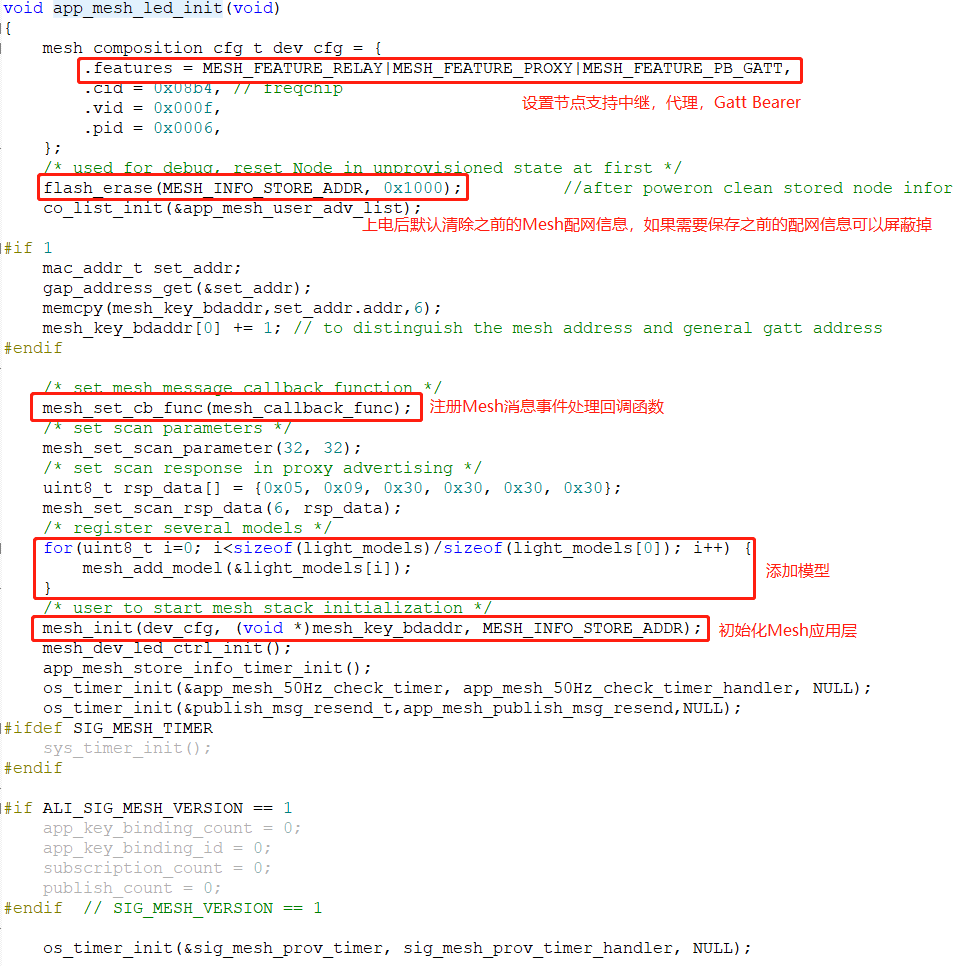 void app_mesh_led_init(void)
{
mesh_composition_cfg_t dev_cfg = {
.features = MESH_FEATURE_RELAY|MESH_FEATURE_PROXY|MESH_FEATURE_PB_GATT,
.cid = 0x08b4, // freqchip
设置节点支持中继，代理，Gatt Bearer
.vid = 0x000f,
.pid = 0x0006,
};
/* used for debug, reset Node in unprovisioned state at first */
flash_erase(MESH_INFO_STORE_ADDR, 0x1000); //after poweron clean stored node infor
co_list_init(&app_mesh_user_adv_list);
上电后默认清除之前的Mesh配网信息，如果需要保存之前的配网信息可以屏蔽掉
#if 1
mac_addr_t set_addr;
gap_address_get(&set_addr);
memcpy(mesh_key_bdaddr,set_addr.addr,6);
mesh_key_bdaddr[0] += 1; // to distinguish the mesh address and general gatt address
#endif
/* set mesh message callback function */
mesh_set_cb_func(mesh_callback_func); 注册Mesh消息事件处理回调函数
/* set scan parameters */
mesh_set_scan_parameter(32, 32);
/* set scan response in proxy advertising */
uint8_t rsp_data[] = {0x05, 0x09, 0x30, 0x30, 0x30, 0x30};
mesh_set_scan_rsp_data(6, rsp_data);
/* register several models */
for(uint8_t i=0; i<sizeof(light_models)/sizeof(light_models[0]); i++) {
mesh_add_model(&light_models[i]); 添加模型
}
/* user to start mesh stack initialization */
mesh_init(dev_cfg, (void *)mesh_key_bdaddr, MESH_INFO_STORE_ADDR); 初始化Mesh应用层
mesh_dev_led_ctrl_init();
app_mesh_store_info_timer_init();
os_timer_init(&app_mesh_50Hz_check_timer, app_mesh_50Hz_check_timer_handler, NULL);
os_timer_init(&publish_msg_resend_t,app_mesh_publish_msg_resend,NULL);
#ifdef SIG_MESH_TIMER
sys_timer_init();
#endif
#if ALI_SIG_MESH_VERSION == 1
app_key_binding_count = 0;
app_key_binding_id = 0;
subscription_count = 0;
publish_count = 0;
#endif // SIG_MESH_VERSION == 1
os_timer_init(&sig_mesh_prov_timer, sig_mesh_prov_timer_handler, NULL);